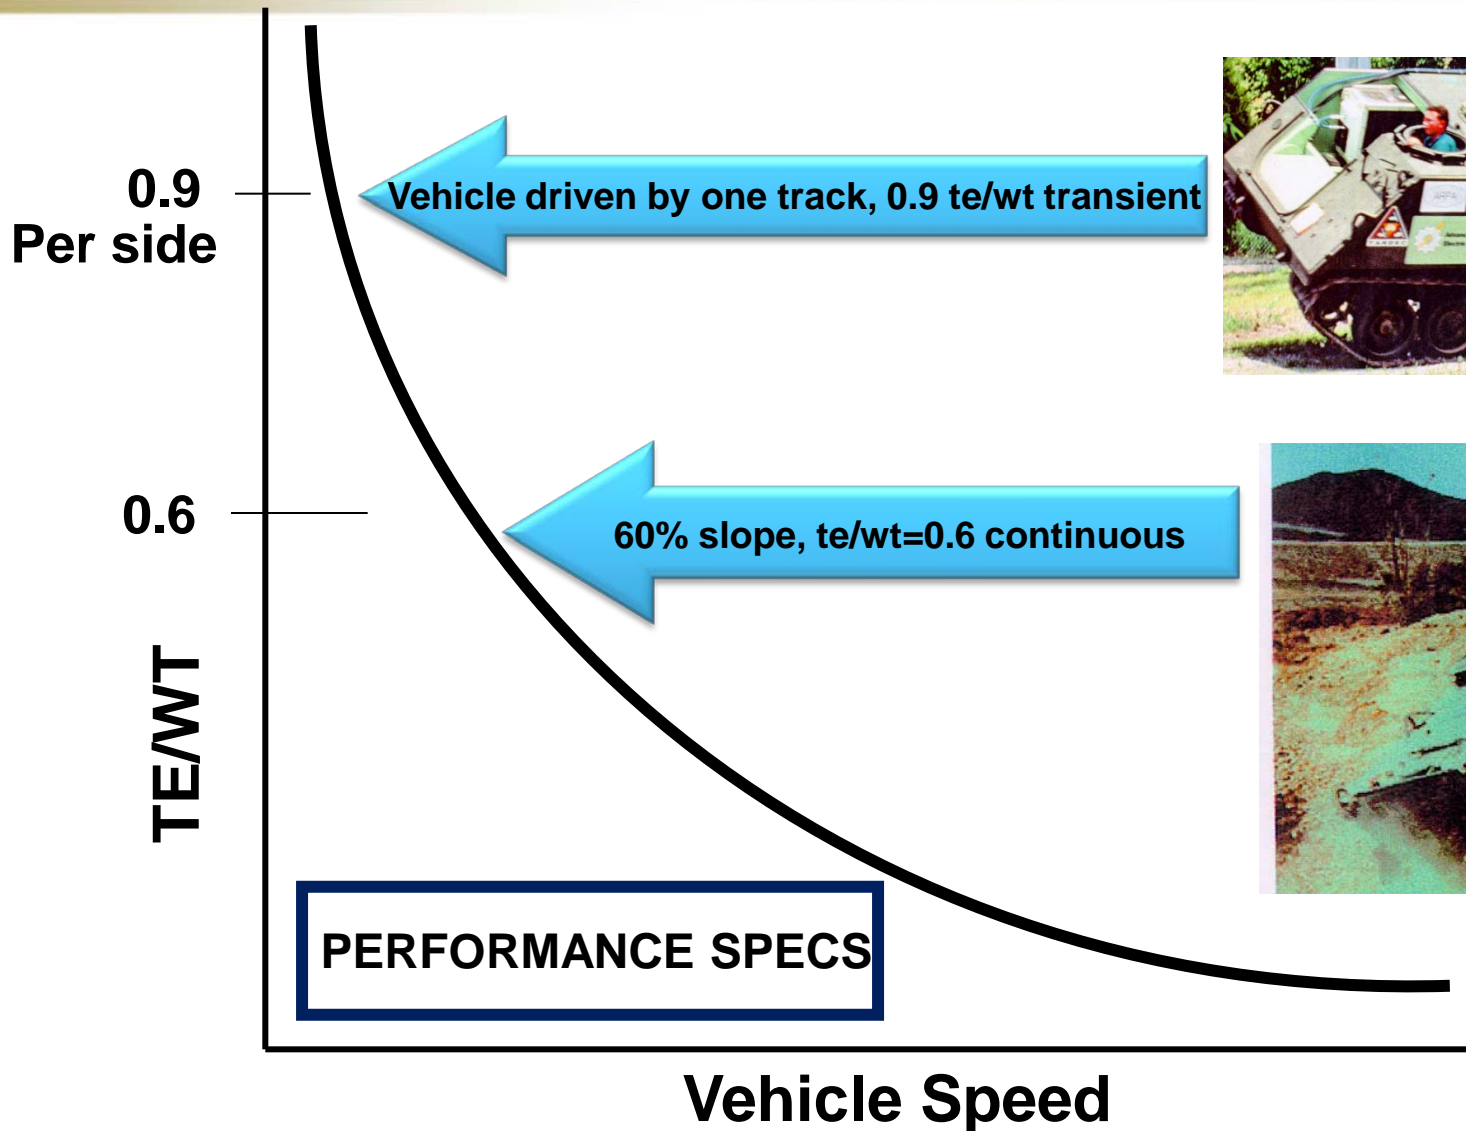 0.9
Per side
Vehicle driven by one track, 0.9 te/wt transient
0.6
60% slope, te/wt=0.6 continuous
TE/WT
PERFORMANCE SPECS
Vehicle Speed